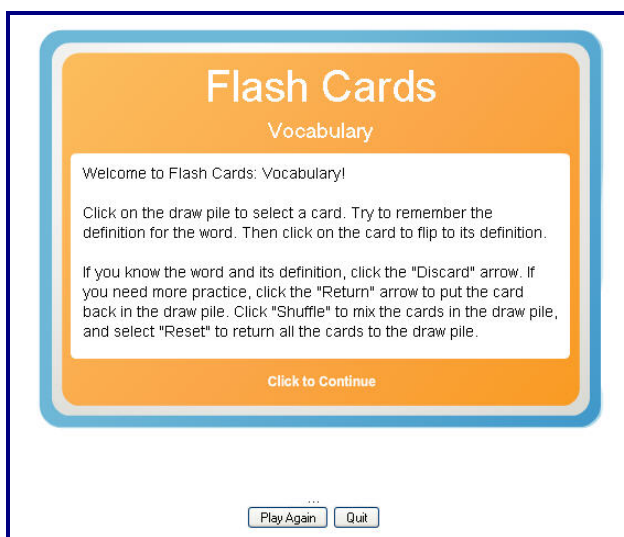 Flash Cards
Vocabulary
Welcome to Flash Cards: Vocabulary!
Click on the draw pile to select a card. Try to remember the
definition for the word. Then click on the card to flip to its definition.
If you know the word and its definition, click the "Discard" arrow. If
you need more practice, click the "Return" arrow to put the card
back in the draw pile. Click "Shuffle" to mix the cards in the draw pile,
and select "Reset" to return all the cards to the draw pile.
Click to Continue
...
Play Again Quit